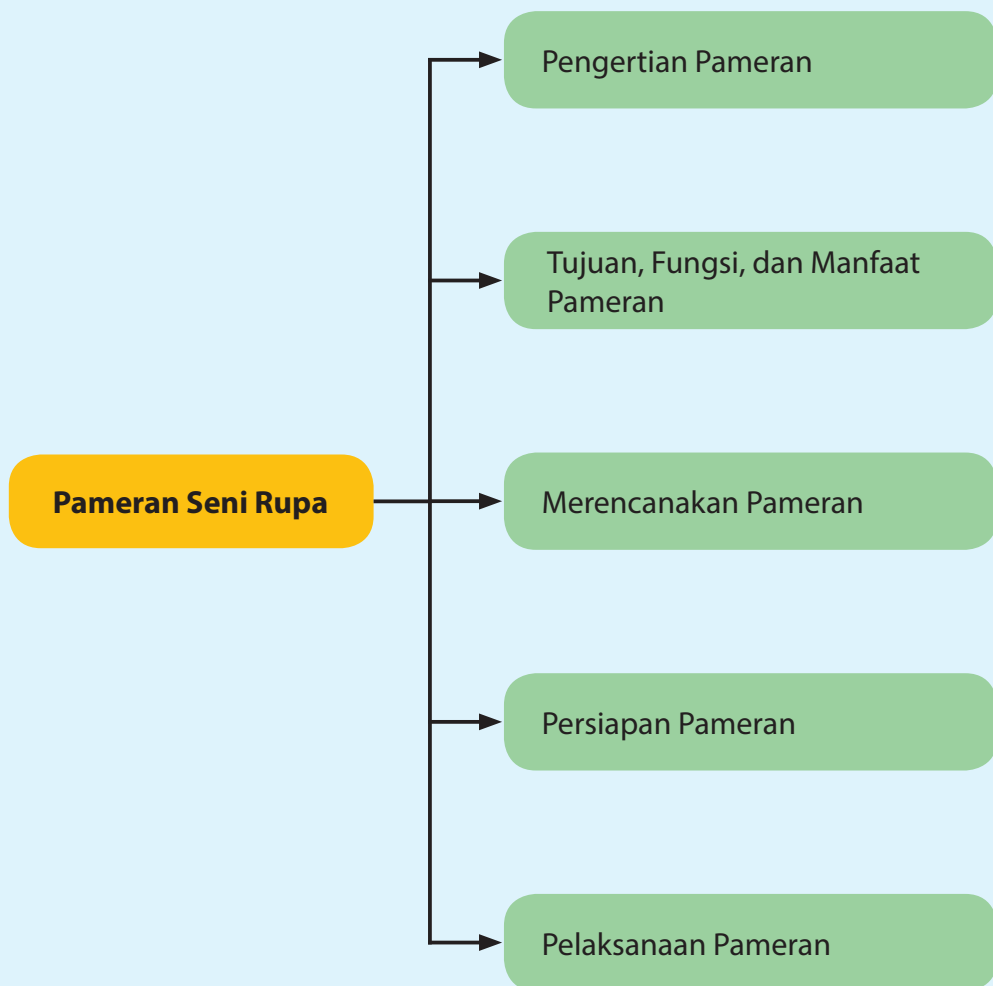 Pengertian Pameran
Tujuan, Fungsi, dan Manfaat
Pameran
Pameran Seni Rupa
Merencanakan Pameran
Persiapan Pameran
Pelaksanaan Pameran